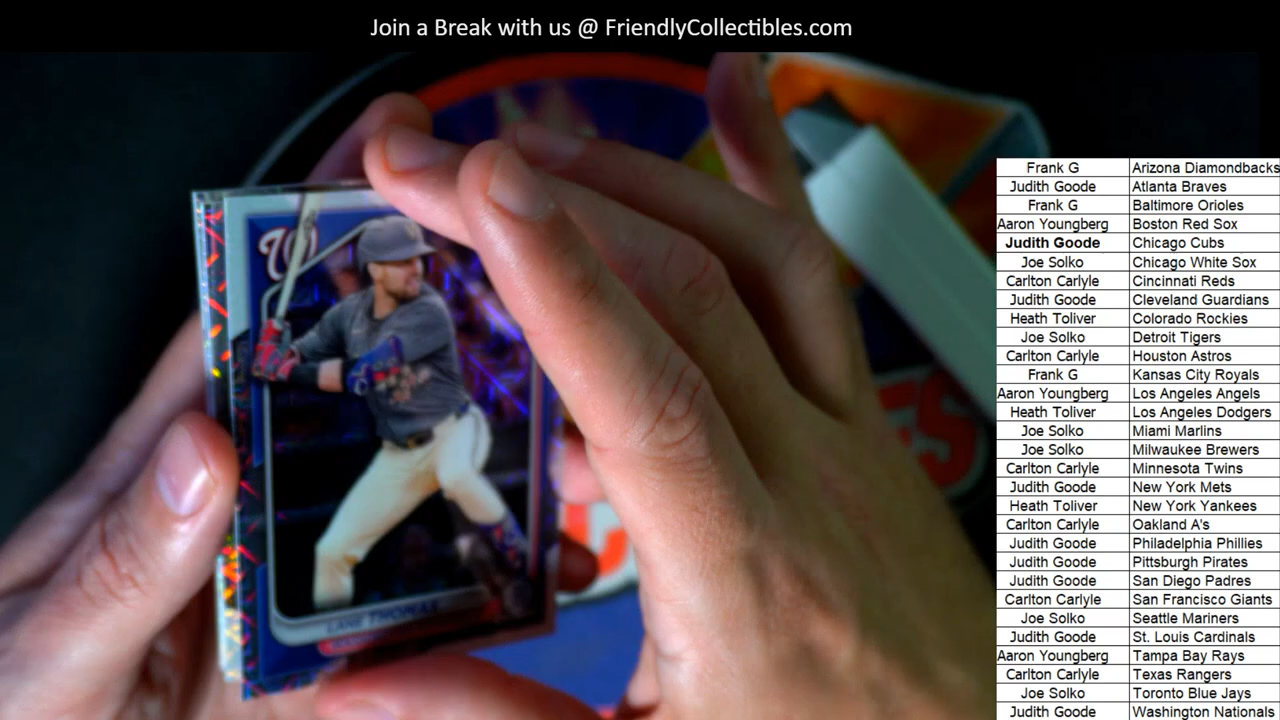 Join a Break with us @ FriendlyCollectibles.com
Frank G Arizona Diamondbacks
Judith Goode Atlanta Braves
Frank G Baltimore Orioles
Aaron Youngberg Boston Red Sox
Judith Goode Chicago Cubs
Joe Solko Chicago White Sox
Carlton Carlyle Cincinnati Reds
Judith Goode Cleveland Guardians
Heath Toliver Colorado Rockies
Joe Solko Detroit Tigers
Carlton Carlyle Houston Astros
Frank G Kansas City Royals
Aaron Youngberg Los Angeles Angels
Heath Toliver Los Angeles Dodgers
Joe Solko Miami Marlins
Joe Solko Milwaukee Brewers
Carlton Carlyle Minnesota Twins
Judith Goode New York Mets
Heath Toliver New York Yankees
Carlton Carlyle Oakland A's
Judith Goode Philadelphia Phillies
Judith Goode Pittsburgh Pirates
Judith Goode San Diego Padres
Carlton Carlyle San Francisco Giants
Joe Solko Seattle Mariners
Judith Goode St. Louis Cardinals
Aaron Youngberg Tampa Bay Rays
Carlton Carlyle Texas Rangers
Joe Solko Toronto Blue Jays
Judith Goode Washington Nationals
W
THOMAS